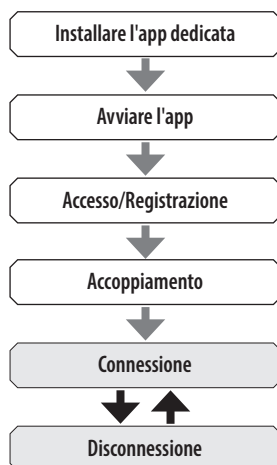 Installare l'app dedicata
Avviare l'app
Accesso/Registrazione
Accoppiamento
Connessione
Disconnessione